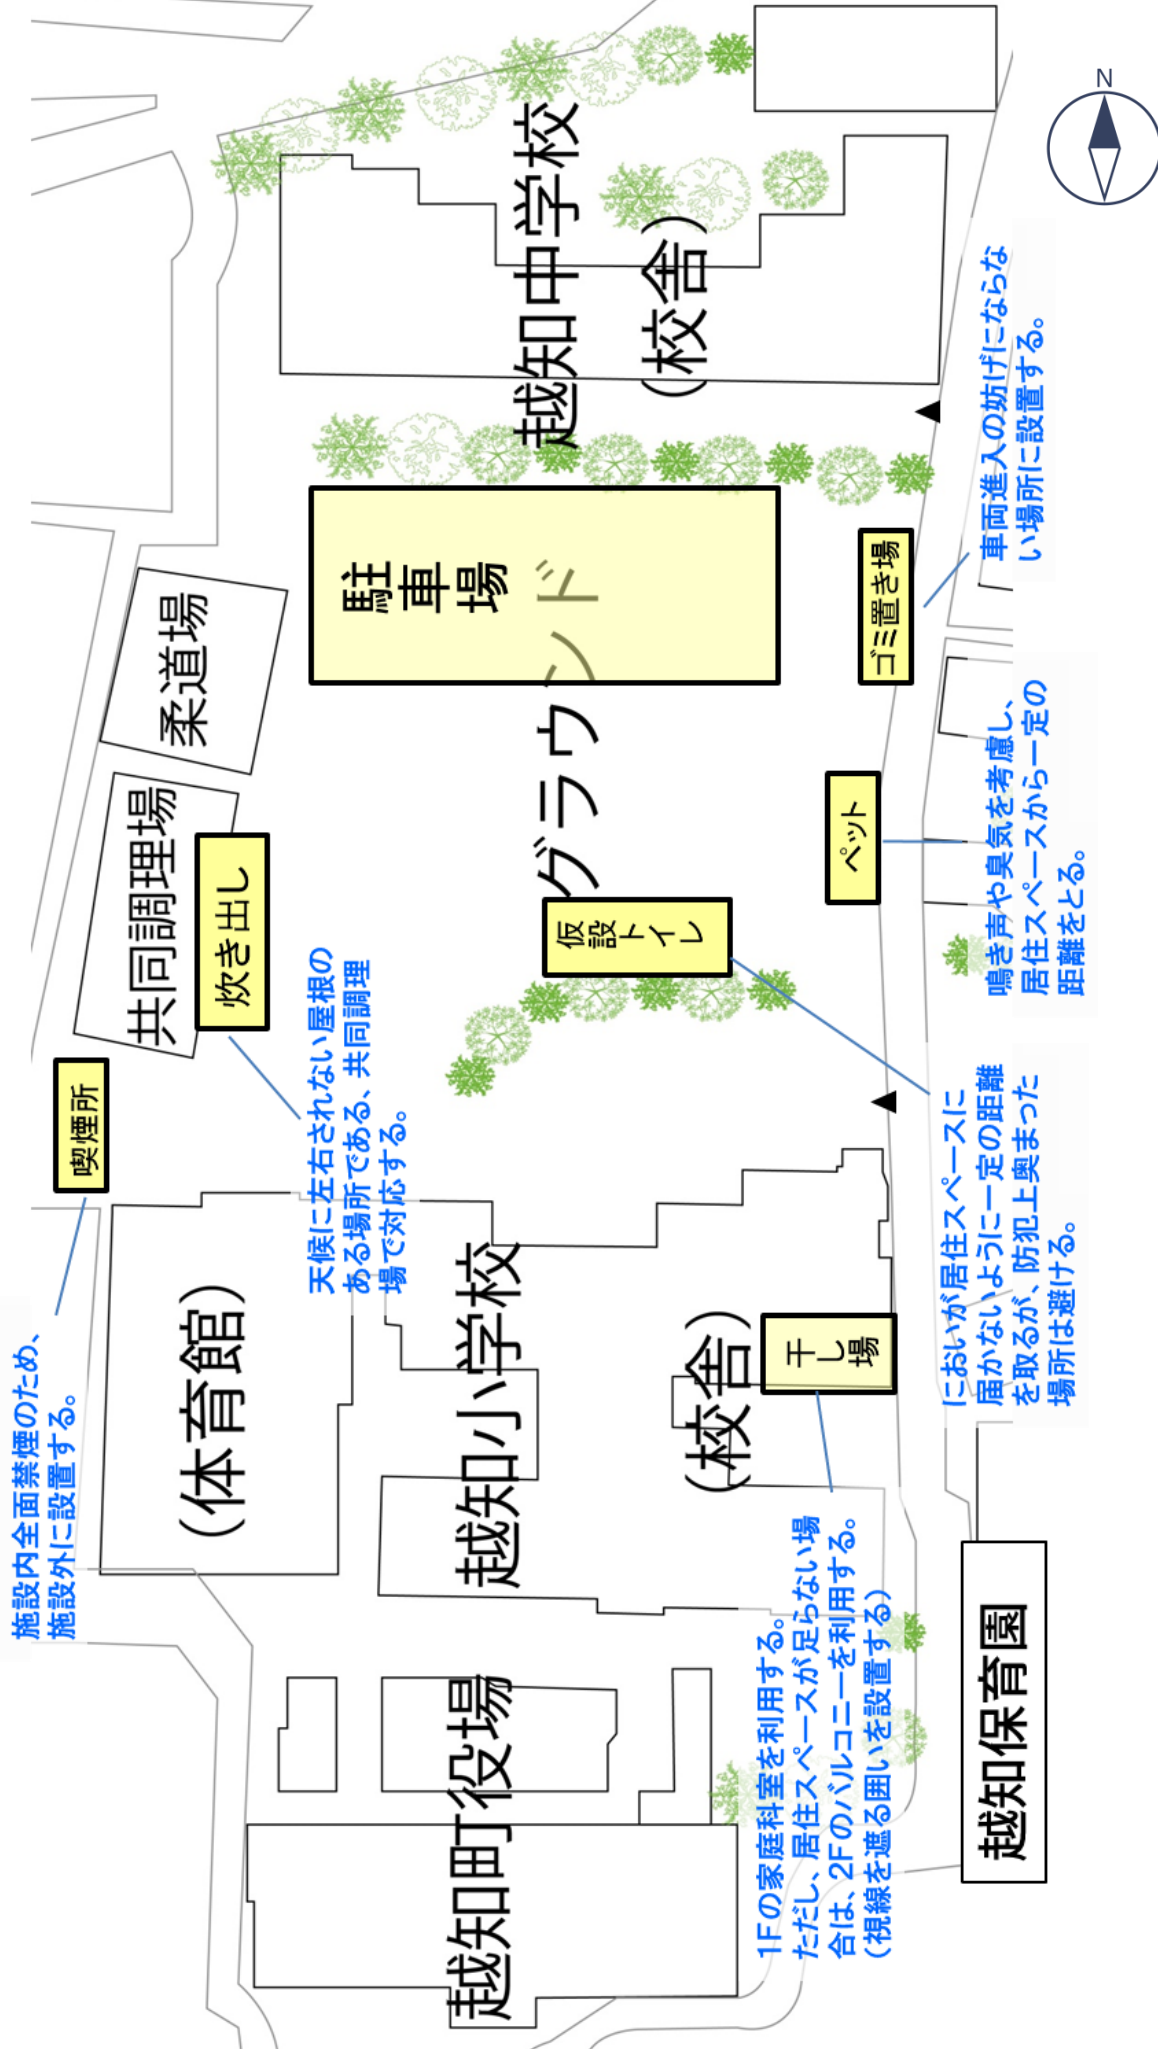 N
越知中学校
(校舎)
車両進入の妨げにならな
い場所に設置する。
駐
車
場
グラウンド
ゴミ置き場
柔道場
共同調理場
炊き出し
仮設
トイレ
ペット
鳴き声や臭気を考慮し、
居住スペースから一定の
距離をとる。
喫煙所
天候に左右されない屋根の
ある場所である、共同調理
場で対応する。
においが居住スペースに
届かないように一定の距離
を取るが、防犯上奥まった
場所は避ける。
施設内全面禁煙のため、
施設外に設置する。
(体育館)
越知小学校
(校舎)
干し
場
1Fの家庭科室を利用する。
ただし、居住スペースが足らない場
合は、2Fのバルコニーを利用する。
(視線を遮る囲いを設置する)
越知町役場
越知保育園